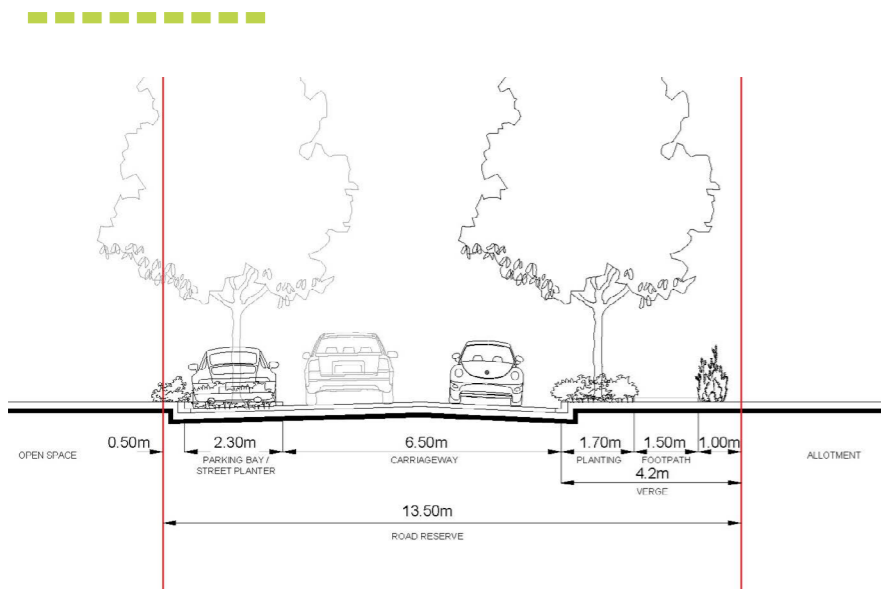 0.50m 2.30m 6.50m 1.70m 1.50m 1.00m
OPEN SPACE PARKING BAY / CARRIAGEWAY PLANTING FOOTPATH ALLOTMENT
STREET PLANTER
4.2m
VERGE
13.50m
ROAD RESERVE